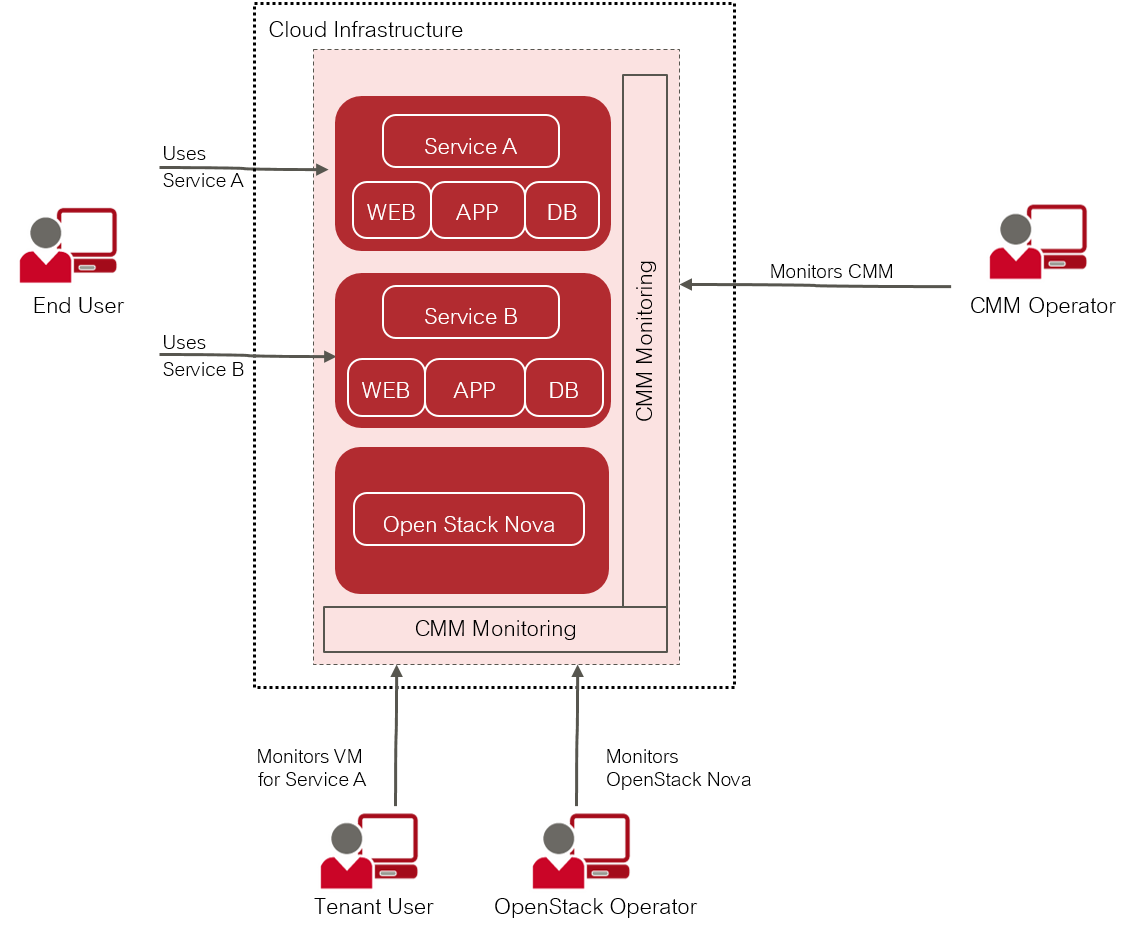 Cloud Infrastructure
Uses
Service A
Service A
WEB
APP
DB
End User
Uses
Service B
Service B
WEB
APP
DB
CMM Monitoring
Monitors CMM
CMM Operator
Open Stack Nova
CMM Monitoring
Monitors VM
for Service A
Monitors
OpenStack Nova
Tenant User
OpenStack Operator